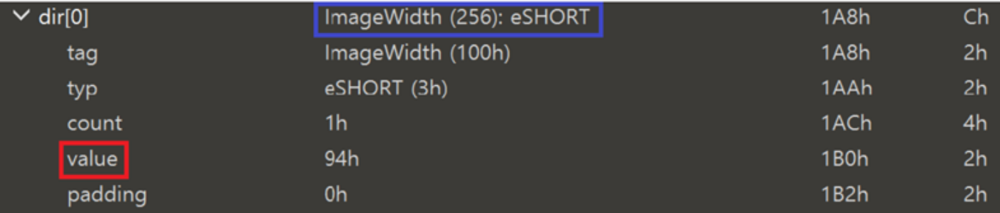 dir[0] ImageWidth (256): eSHORT 1A8h Ch
tag ImageWidth (100h) 1A8h 2h
typ eSHORT (3h) 1AAh 2h
count 1h 1ACh 4h
value 94h 1B0h 2h
padding 0h 1B2h 2h